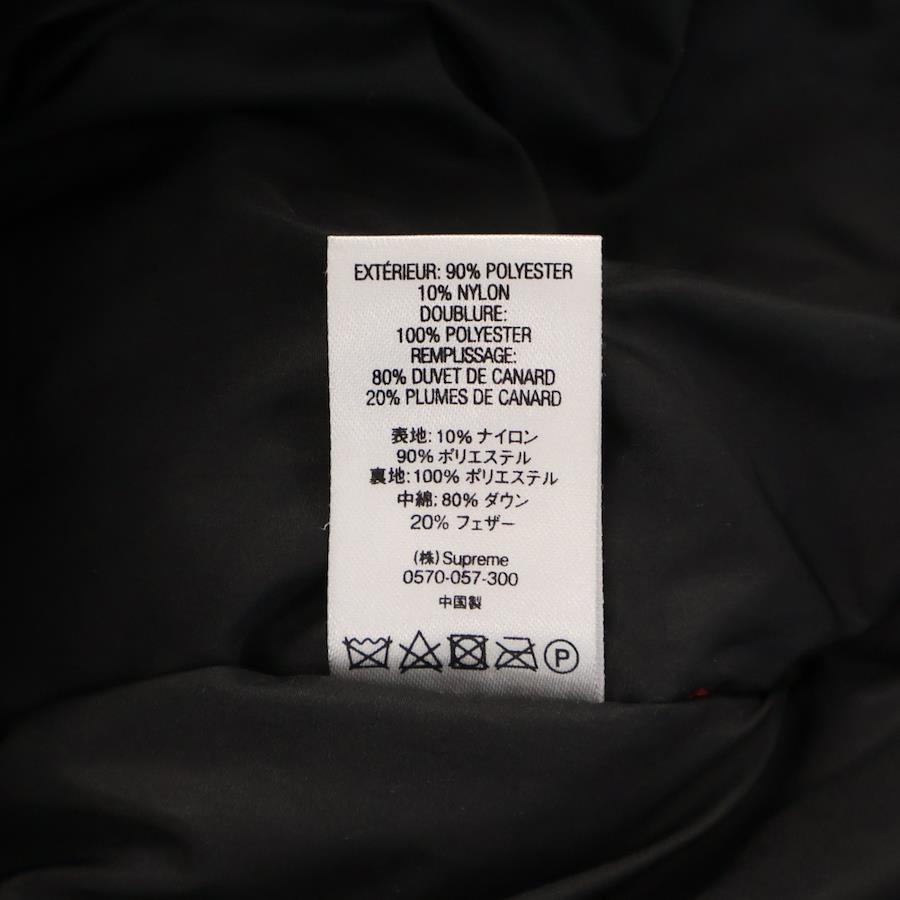 EXTÉRIEUR: 90% POLYESTER
10% NYLON
DOUBLURE:
100% POLYESTER
REMPLISSAGE:
80% DUVET DE CANARD
20% PLUMES DE CANARD
表地: 10% ナイロン
90% ポリエステル
裏地: 100% ポリエステル
中綿: 80% ダウン
20% フェザー
(株) Supreme
0570-057-300
中国製
P